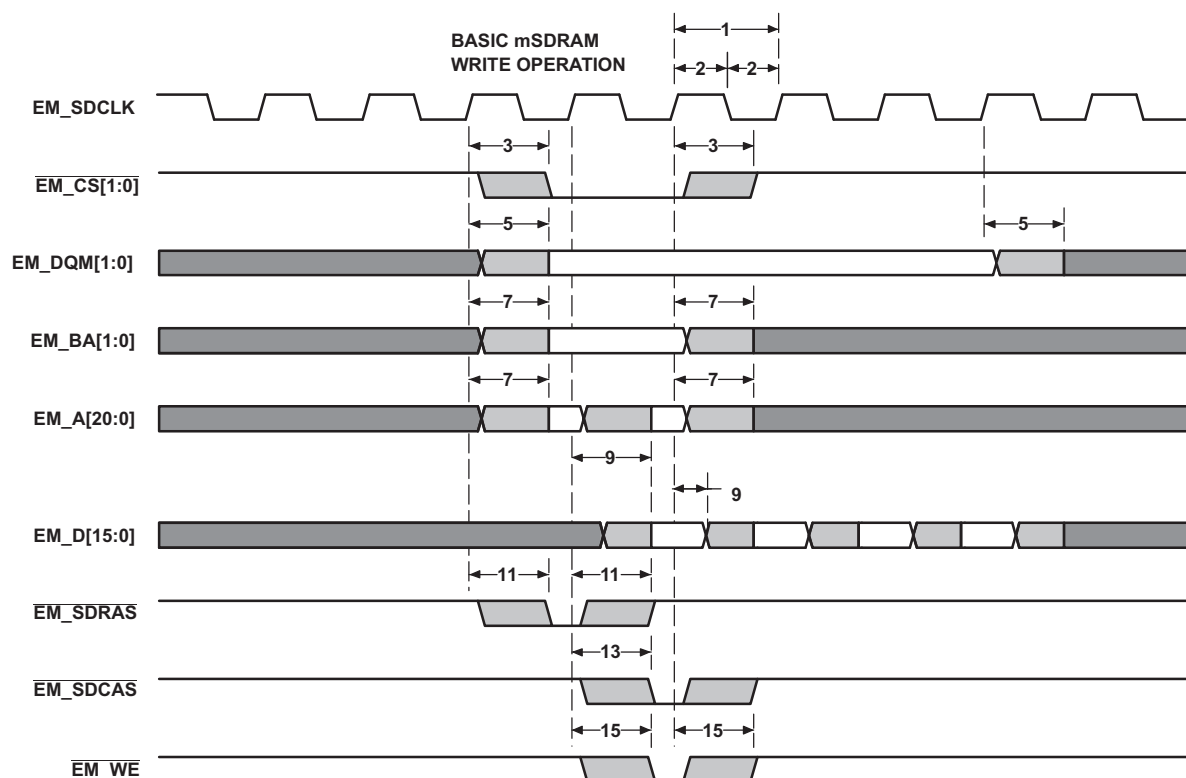 BASIC mSDRAM
WRITE OPERATION
1
2 2
EM_SDCLK
3 3
EM_CS[1:0]
5 5
EM_DQM[1:0]
7 7
EM_BA[1:0]
7 7
EM_A[20:0]
9
9
EM_D[15:0]
11 11
EM_SDRAS
13
EM_SDCAS
15 15
EM_WE